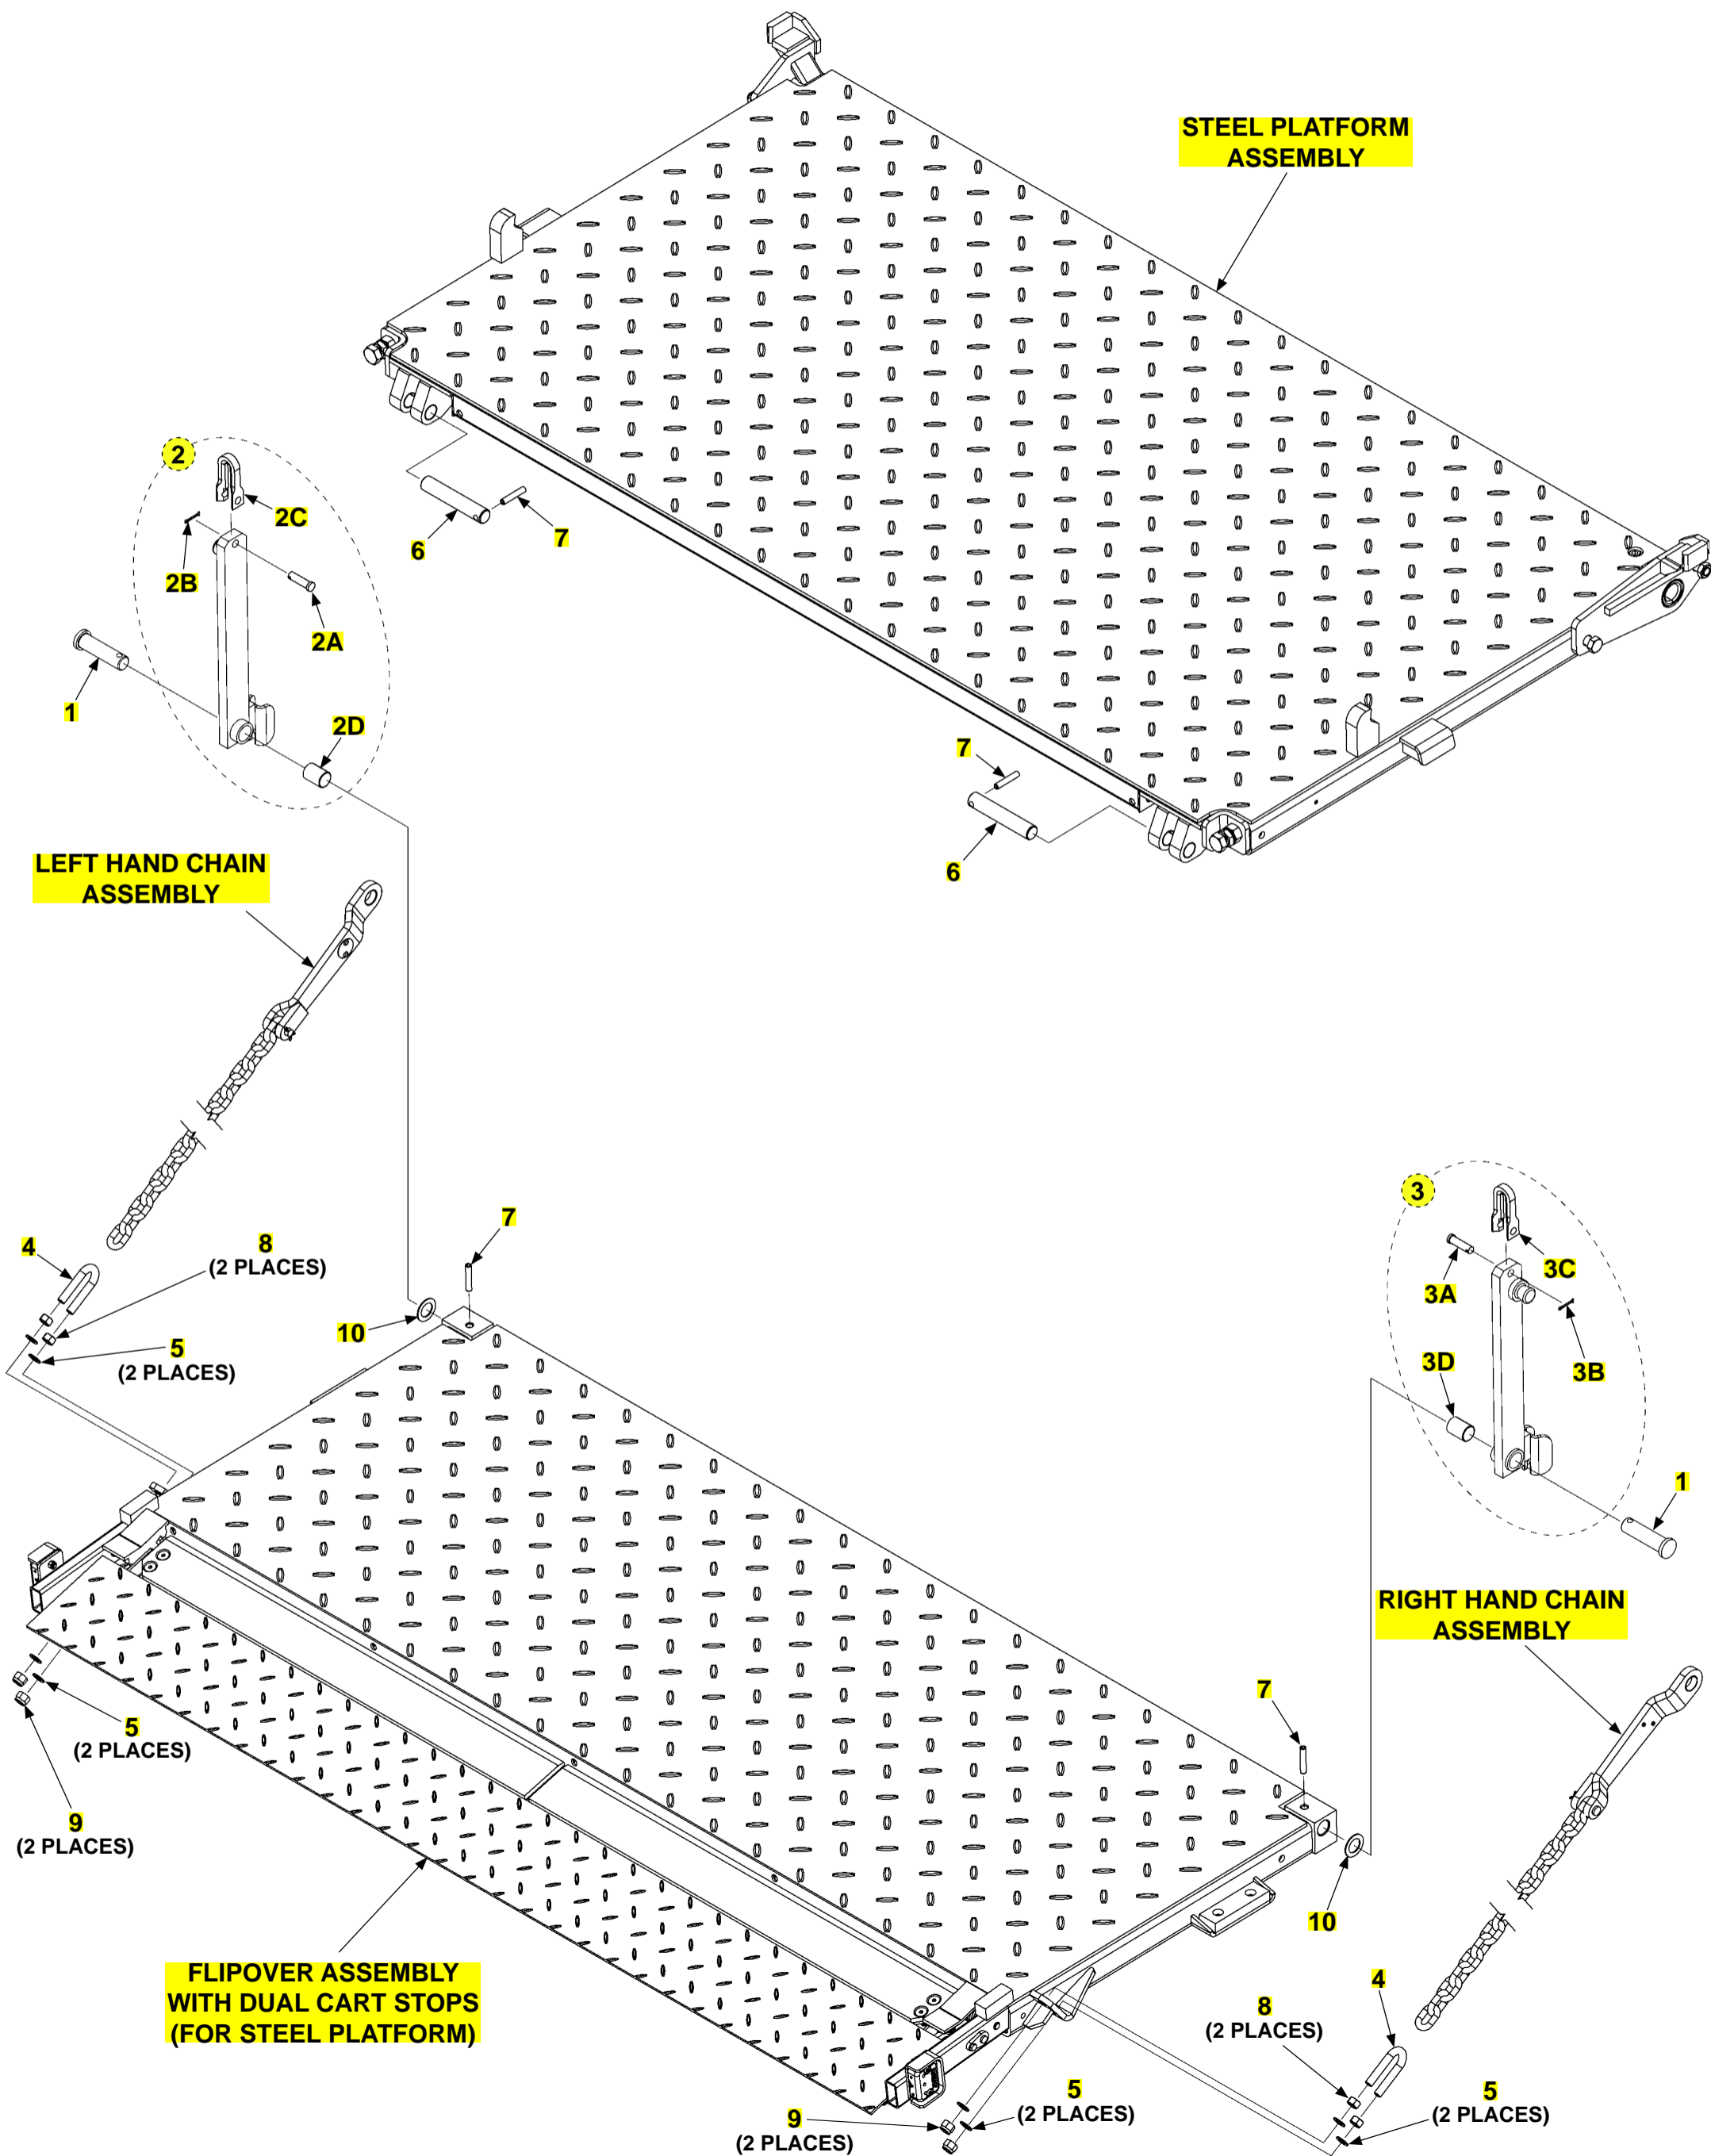 STEEL PLATFORM
ASSEMBLY
2
2C
2B
2A
1
2D
6
7
7
6
LEFT HAND CHAIN
ASSEMBLY
4
8
(2 PLACES)
5
(2 PLACES)
7
10
3
3C
3A
3B
3D
1
RIGHT HAND CHAIN
ASSEMBLY
5
(2 PLACES)
9
(2 PLACES)
7
10
FLIPOVER ASSEMBLY
WITH DUAL CART STOPS
(FOR STEEL PLATFORM)
4
8
(2 PLACES)
5
(2 PLACES)
5
(2 PLACES)
9
(2 PLACES)